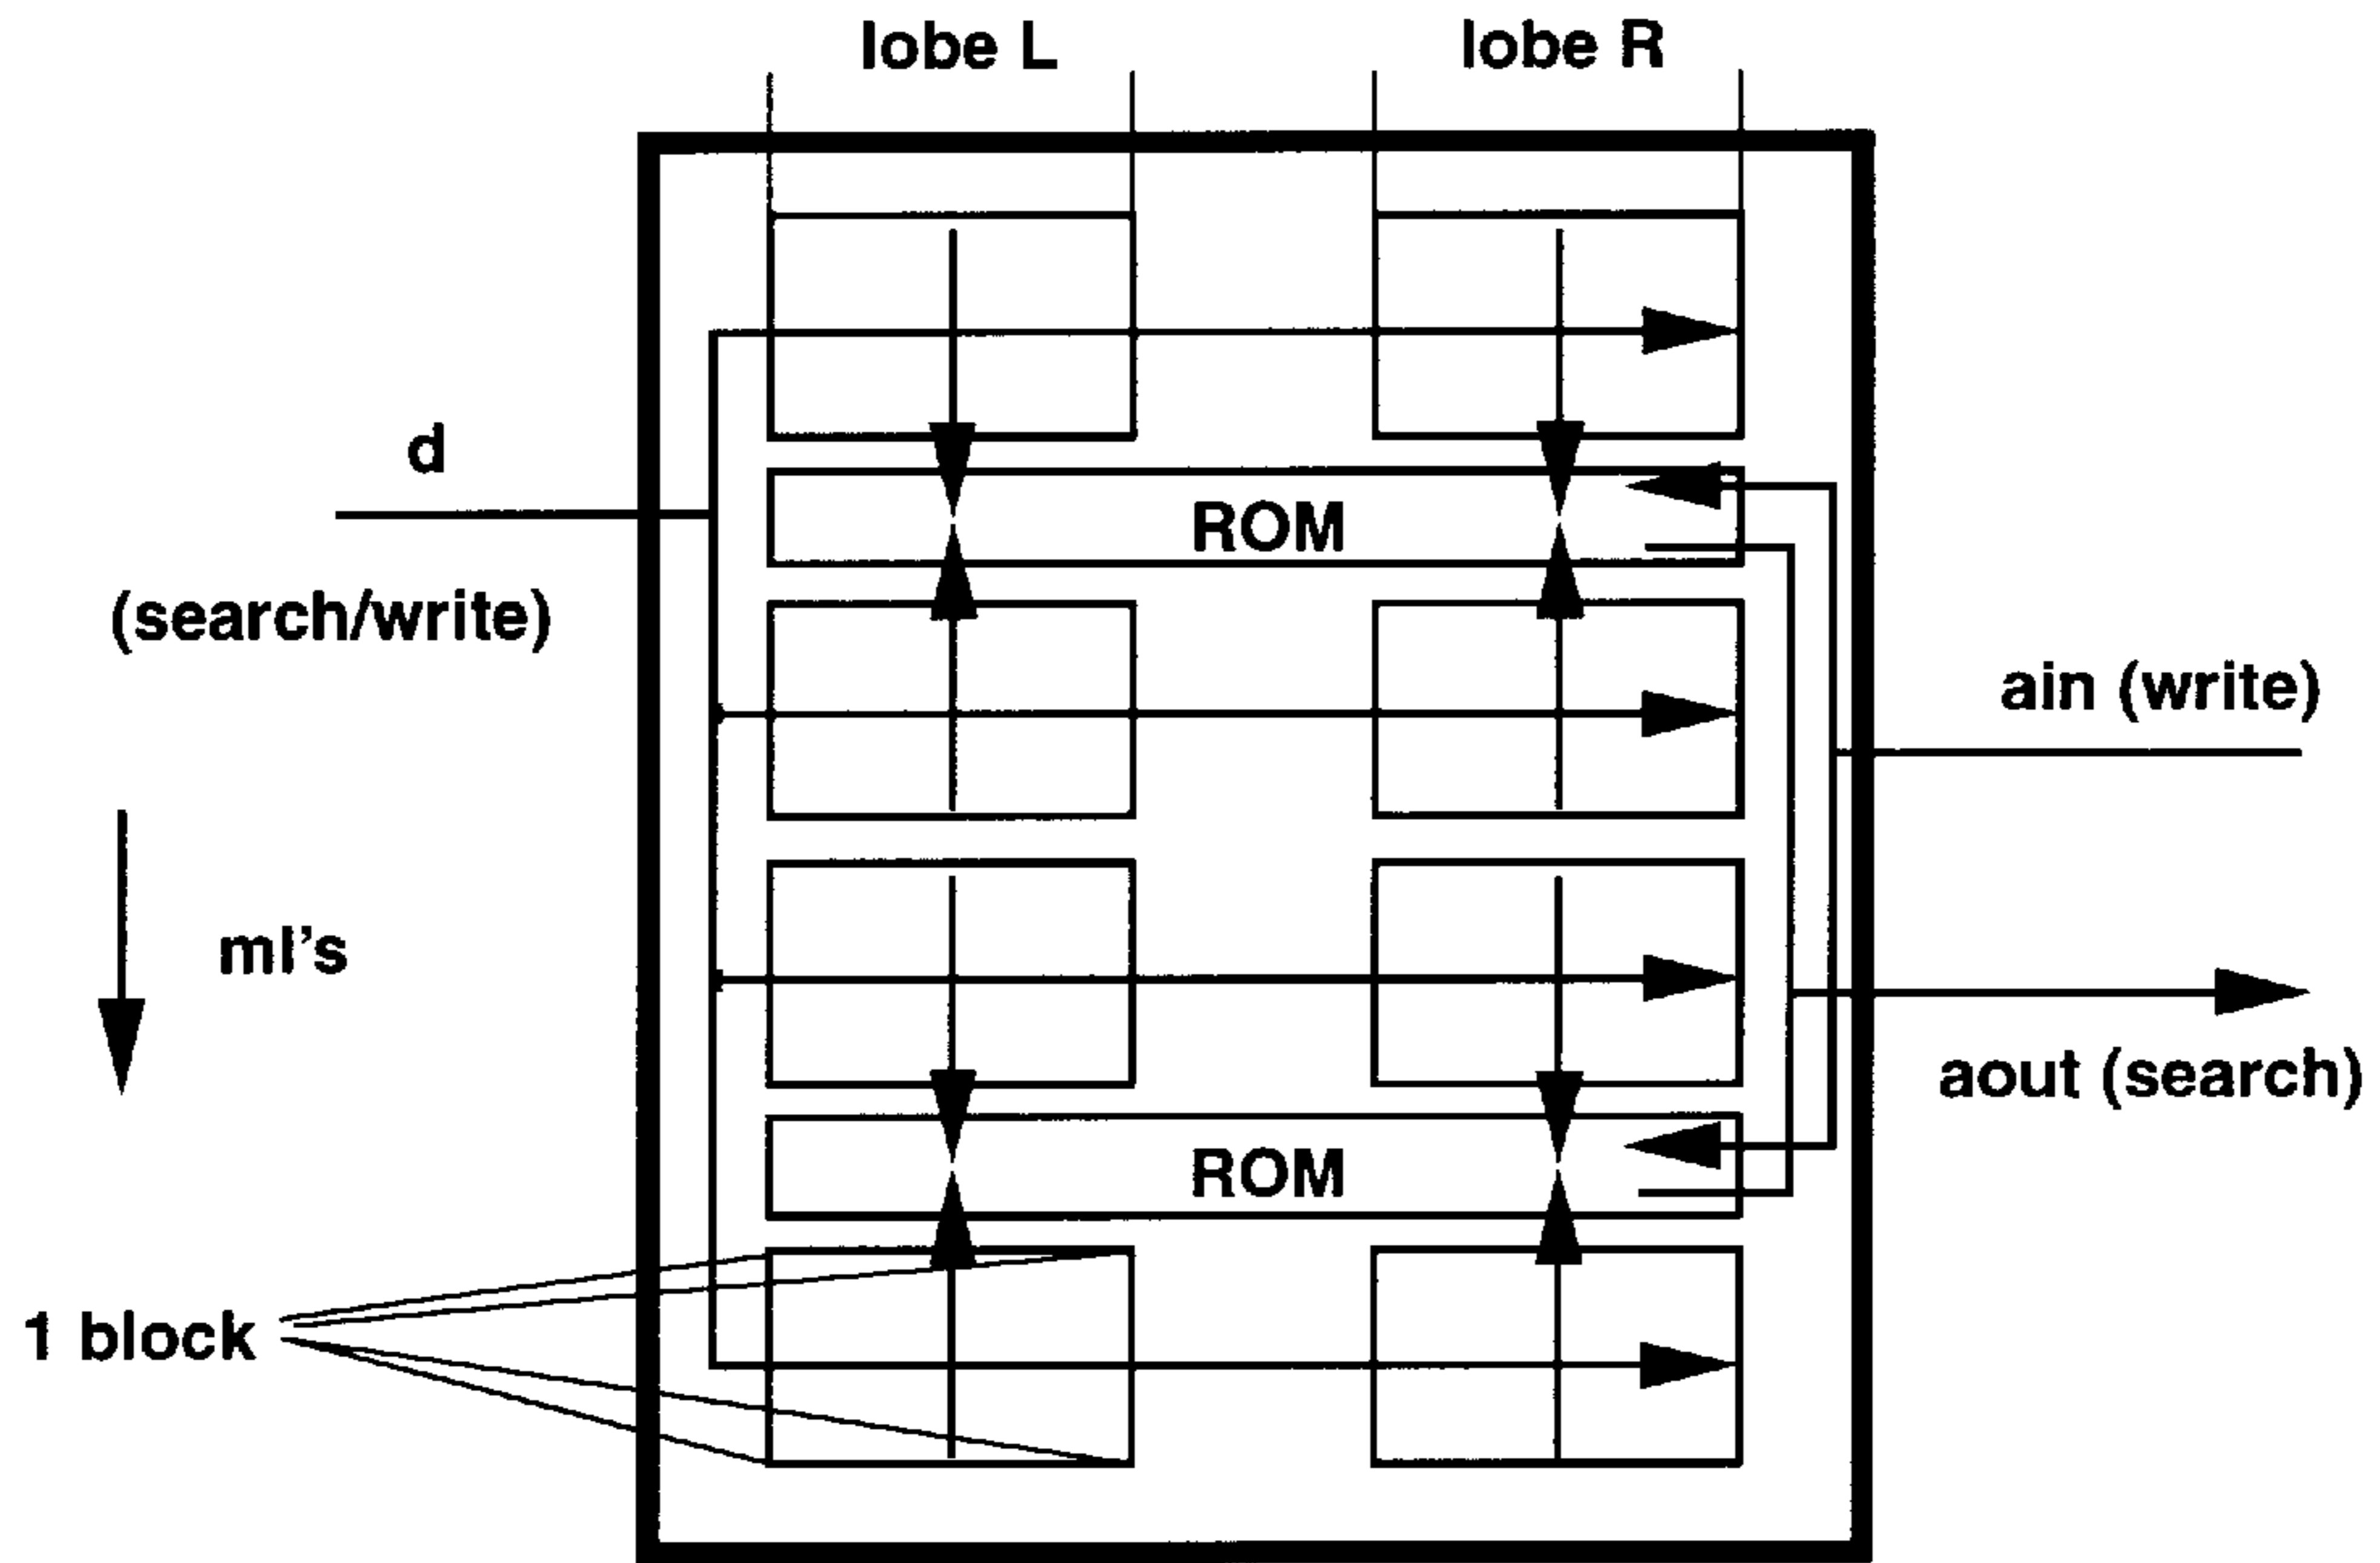 lobe L
lobe R
d
ROM
(search/write)
ain (write)
ml's
aout (search)
ROM
1 block